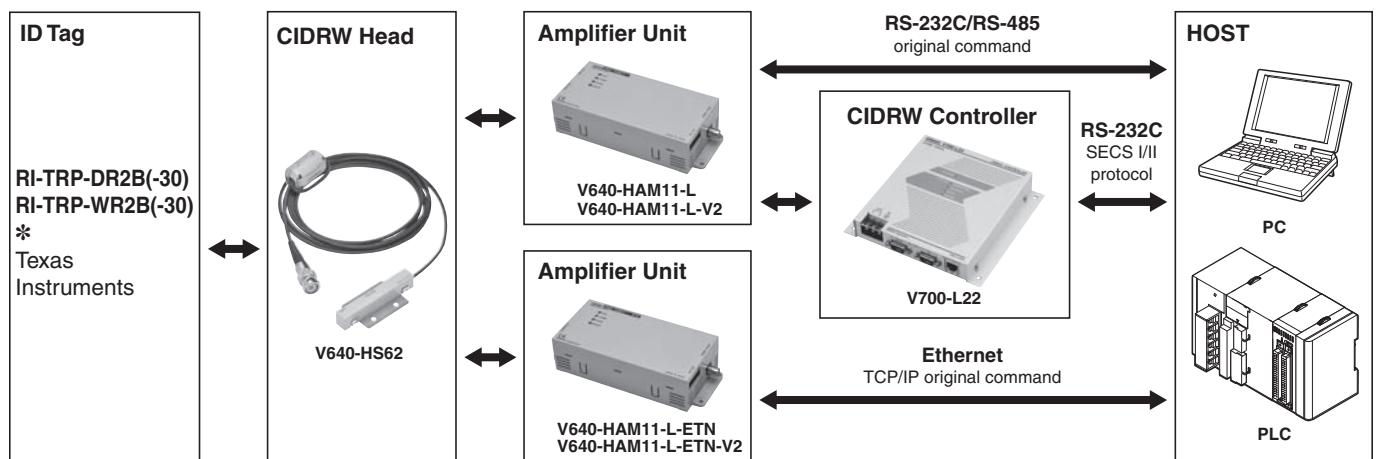 ID Tag
RI-TRP-DR2B(-30)
RI-TRP-WR2B(-30)
*
Texas
Instruments
CIDRW Head
V640-HS62
Amplifier Unit
V640-HAM11-L
V640-HAM11-L-V2
Amplifier Unit
V640-HAM11-L-ETN
V640-HAM11-L-ETN-V2
RS-232C/RS-485
original command
CIDRW Controller
V700-L22
RS-232C
SECS I/II
protocol
Ethernet
TCP/IP original command
HOST
PC
PLC